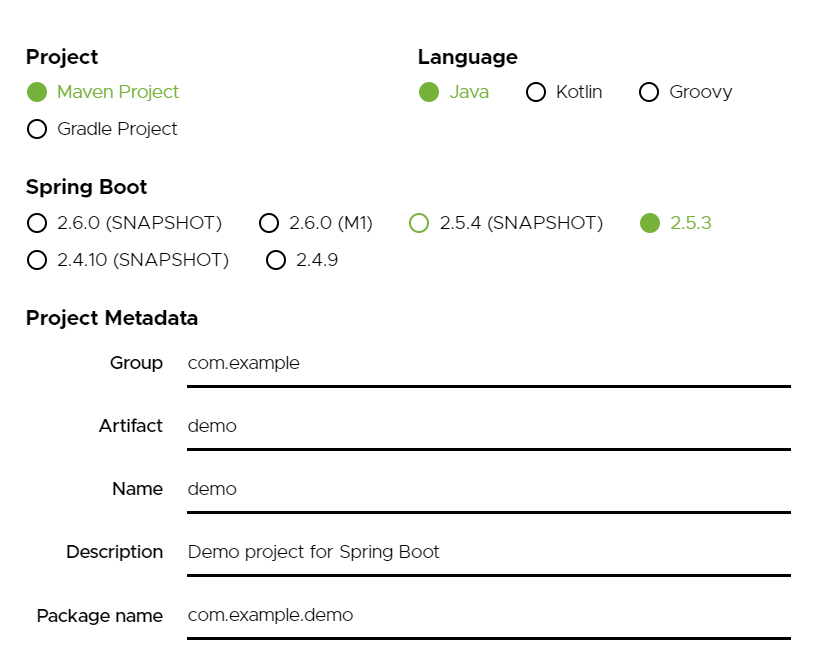 Project
Language
Maven Project
Java Kotlin Groovy
Gradle Project
Spring Boot
2.6.0 (SNAPSHOT) 2.6.0 (M1) 2.5.4 (SNAPSHOT) 2.5.3
2.4.10 (SNAPSHOT) 2.4.9
Project Metadata
Group com.example
Artifact demo
Name demo
Description Demo project for Spring Boot
Package name com.example.demo